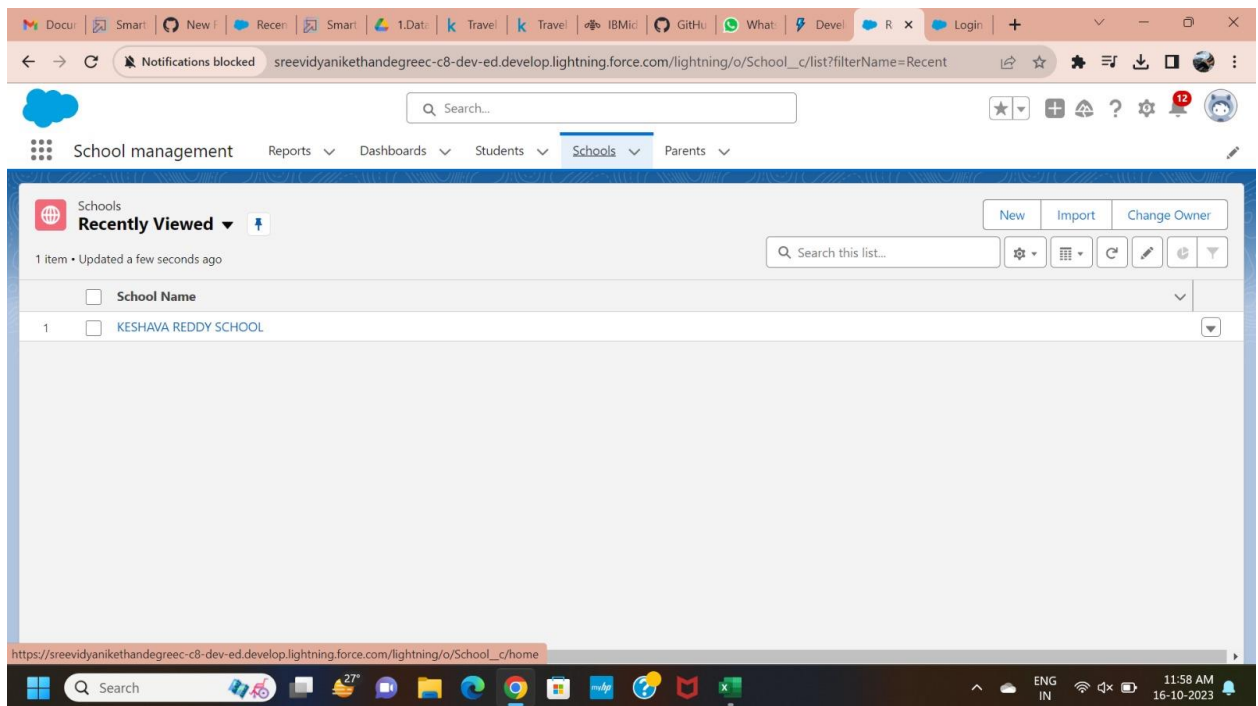 Docur Smart New F Recen Smart 1.Data Travel Travel IBMid GitHu What Devel R Login
Notifications blocked sreevidyanikethandegreec-c8-dev-ed.develop.lightning.force.com/lightning/o/School__c/list?filterName=Recent
Search...
12
School management Reports Dashboards Students Schools Parents
Schools
Recently Viewed
New Import Change Owner
1 item • Updated a few seconds ago
Search this list...
School Name
1 KESHAVA REDDY SCHOOL
https://sreevidyanikethandegreec-c8-dev-ed.develop.lightning.force.com/lightning/o/School__c/home
Search
27°
myhp
ENG
IN
11:58 AM
16-10-2023